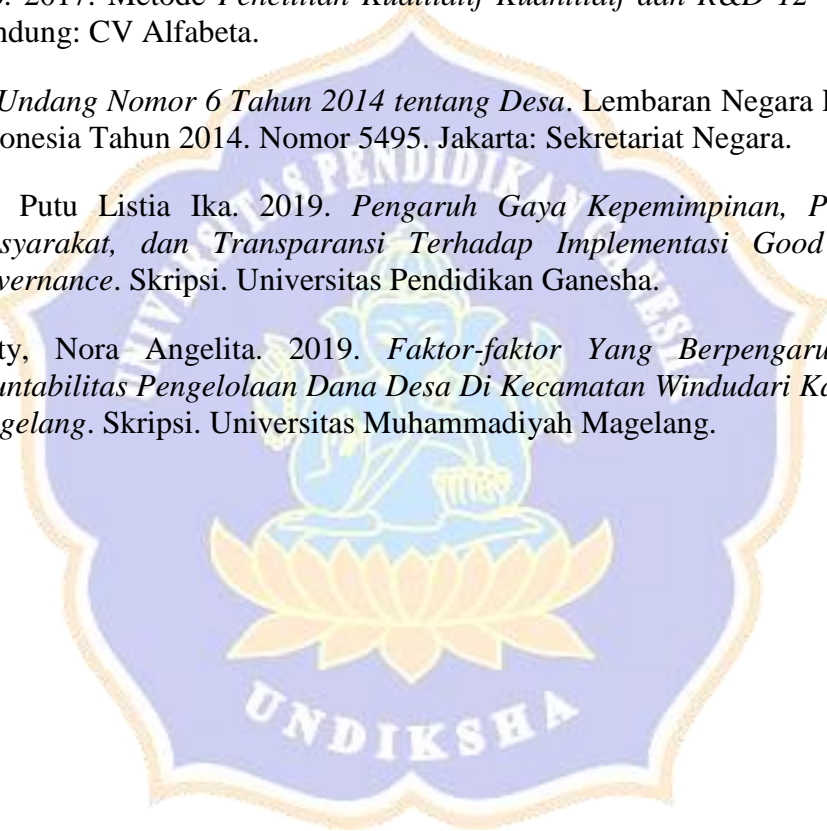 . 2017. Metode Penelitian Kualitatif Kuantitatif dan R&D 12
ndung: CV Alfabeta.
Undang Nomor 6 Tahun 2014 tentang Desa. Lembaran Negara
onesia Tahun 2014. Nomor 5495. Jakarta: Sekretariat Negara.
Putu Listia Ika. 2019. Pengaruh Gaya Kepemimpinan, P
syarakat, dan Transparansi Terhadap Implementasi Good
vernance. Skripsi. Universitas Pendidikan Ganesha.
ty, Nora Angelita. 2019. Faktor-faktor Yang Berpengaru
untabilitas Pengelolaan Dana Desa Di Kecamatan Windudari Ka
gelang. Skripsi. Universitas Muhammadiyah Magelang.
UNIVERSITAS PENDIDIKAN GANESHA
UNDIKSHA